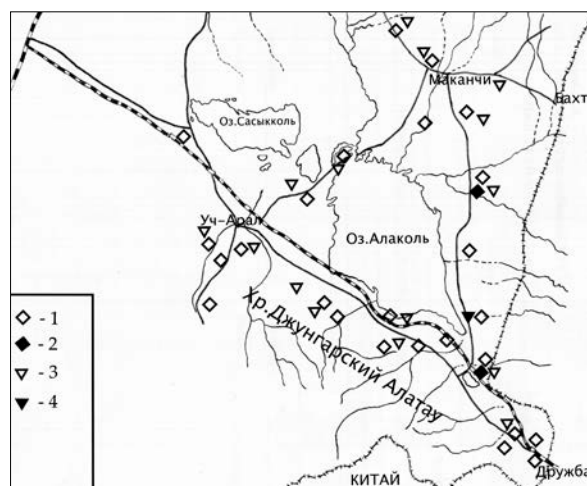 Маканчи
Бахт
Оз.Сасыкколь
Уч-Арал
Оз.Алаколь
Хр.Джунгарский Алатау
- 1
- 2
- 3
- 4
Дружба
КИТАЙ